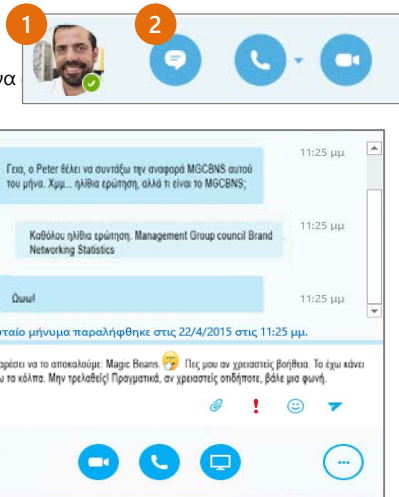 1
2
να
11:25 μμ
Γεια, ο Peter θέλει να συντάξω την αναφορά MGCBNS αυτού
του μήνα. Χμμ... ηλίθια ερώτηση, αλλά τι είναι το MGCBNS;
11:25 μμ
Καθόλου ηλίθια ερώτηση. Management Group council Brand
Networking Statistics
Ωωω!
11:25 μμ
ταίο μήνυμα παραλήφθηκε στις 22/4/2015 στις 11:25 μμ.
αρέσει να το αποκαλούμε: Magic Beans. Πες μου αν χρειαστείς βοήθεια. Το έχω κάνει
ω τα κόλπα. Μην τρελαθείς! Πραγματικά, αν χρειαστείς οτιδήποτε, βάλε μια φωνή.